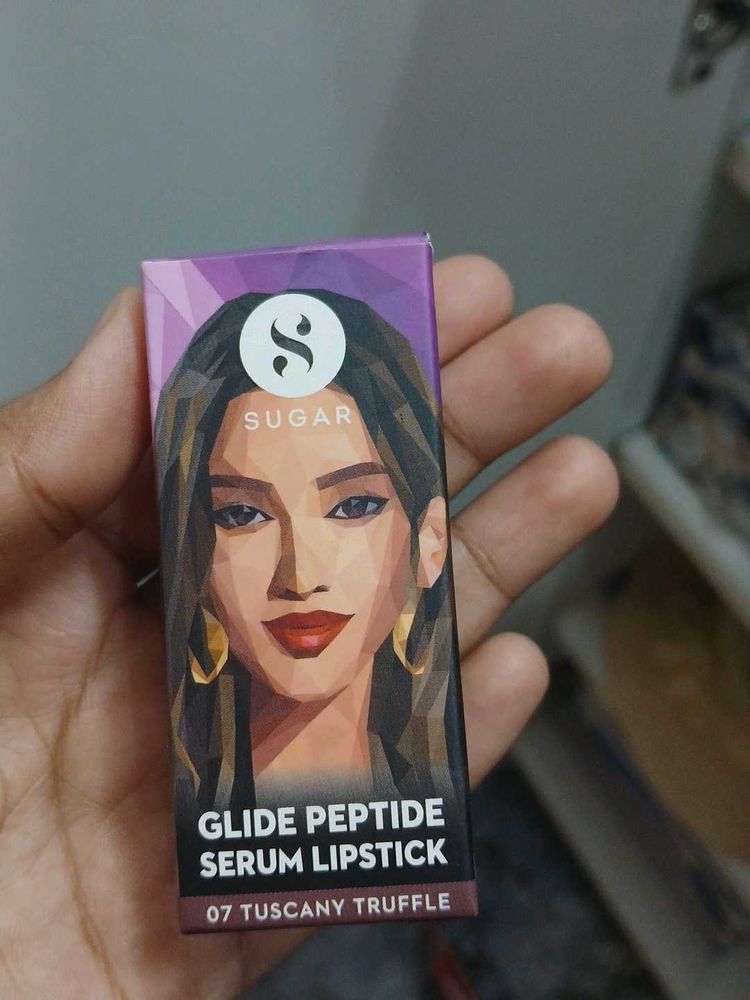 SUGAR
GLIDE PEPTIDE
SERUM LIPSTICK
07 TUSCANY TRUFFLE